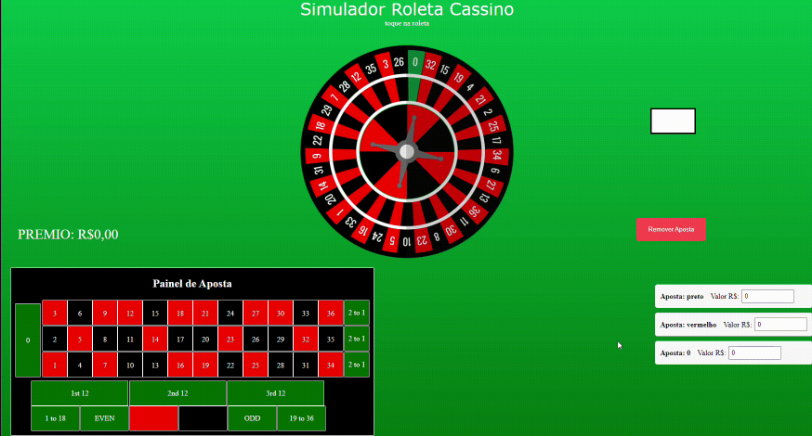 Simulador Roleta Cassino
toque na roleta
0 32 15 19 4 21 2 25 17 34 6 27 13 36 11 30 8 23 10 5 24 16 33 1 20 14 31 9 22 18 29 7 28 12 35 3 26
Remover Aposta
PREMIO: R$0,00
Painel de Aposta
3 6 9 12 15 18 21 24 27 30 33 36 2 to 1
0 2 5 8 11 14 17 20 23 26 29 32 35 2 to 1
1 4 7 10 13 16 19 22 25 28 31 34 2 to 1
1st 12 2nd 12 3rd 12
1 to 18 EVEN ODD 19 to 36
Aposta: preto Valor R$: 0
Aposta: vermelho Valor R$: 0
Aposta: 0 Valor R$: 0